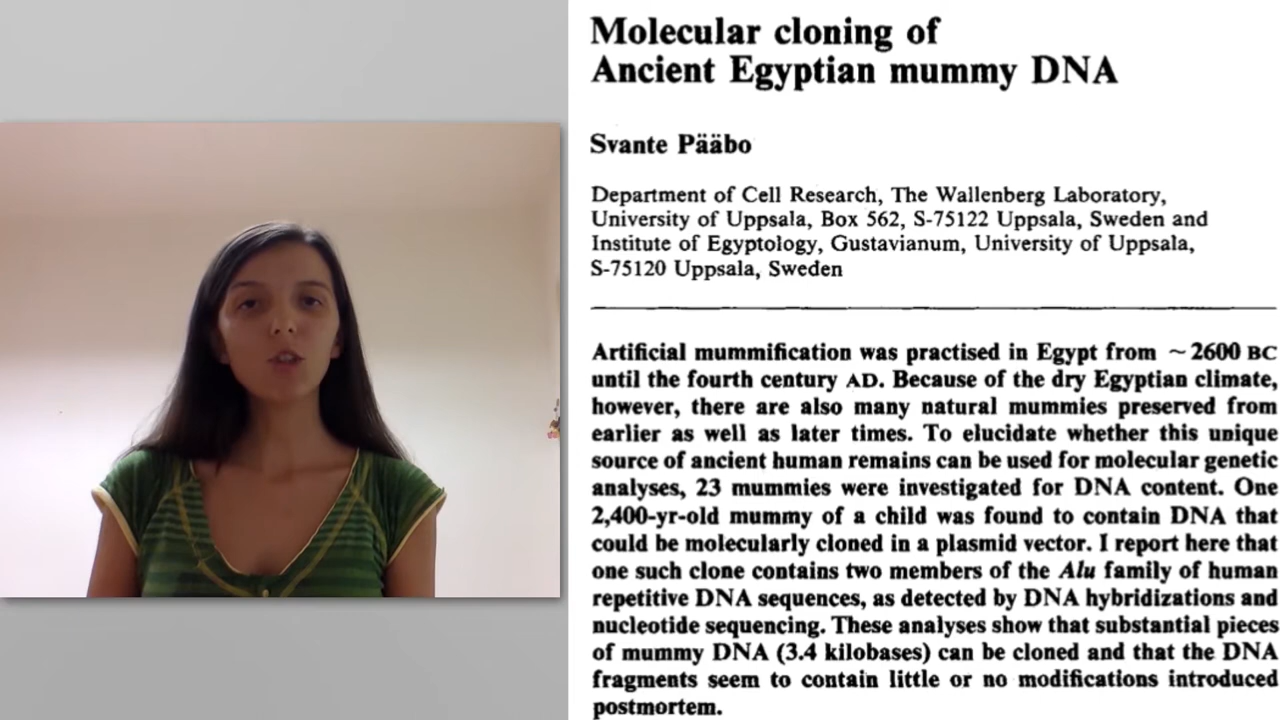 Molecular cloning of
Ancient Egyptian mummy DNA
Svante Pääbo
Department of Cell Research, The Wallenberg Laboratory,
University of Uppsala, Box 562, S-75122 Uppsala, Sweden and
Institute of Egyptology, Gustavianum, University of Uppsala,
S-75120 Uppsala, Sweden
Artificial mummification was practised in Egypt from ~2600 BC
until the fourth century AD. Because of the dry Egyptian climate,
however, there are also many natural mummies preserved from
earlier as well as later times. To elucidate whether this unique
source of ancient human remains can be used for molecular genetic
analyses, 23 mummies were investigated for DNA content. One
2,400-yr-old mummy of a child was found to contain DNA that
could be molecularly cloned in a plasmid vector. I report here that
one such clone contains two members of the Alu family of human
repetitive DNA sequences, as detected by DNA hybridizations and
nucleotide sequencing. These analyses show that substantial pieces
of mummy DNA (3.4 kilobases) can be cloned and that the DNA
fragments seem to contain little or no modifications introduced
postmortem.